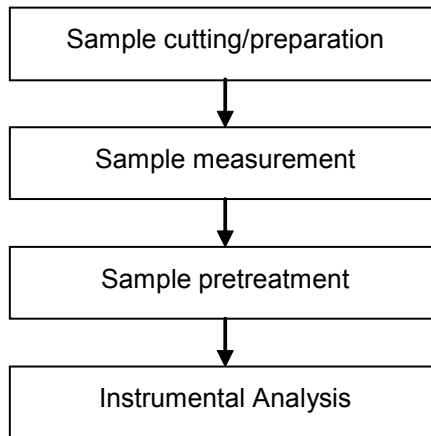 Sample cutting/preparation
Sample measurement
Sample pretreatment
Instrumental Analysis